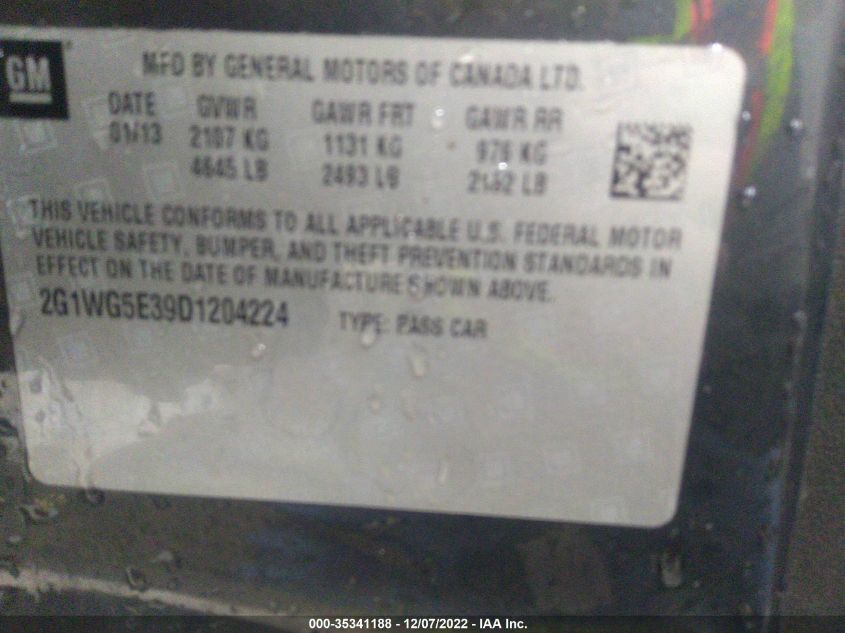 GM
MFD BY GENERAL MOTORS OF CANADA LTD.
DATE GVWR GAWR FRT GAWR RR
01/13 2107 KG 1131 KG 976 KG
4645 LB 2493 LB 2152 LB
THIS VEHICLE CONFORMS TO ALL APPLICABLE U.S. FEDERAL MOTOR
VEHICLE SAFETY, BUMPER, AND THEFT PREVENTION STANDARDS IN
EFFECT ON THE DATE OF MANUFACTURE SHOWN ABOVE.
2G1WG5E39D1204224 TYPE: PASS CAR
000-35341188 - 12/07/2022 - IAA Inc.